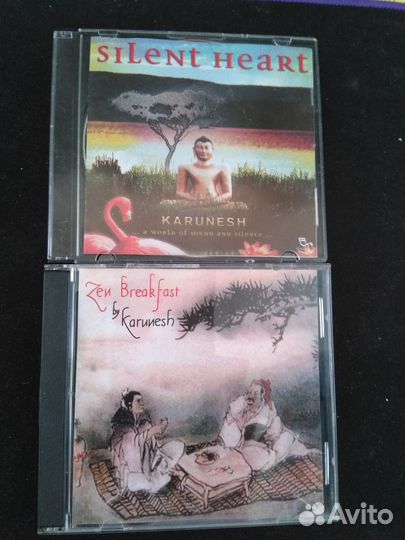 SILENT HEART
KARUNESH
... A WORLD OF SOUND AND SILENCE ...
Zen Breakfast
by
Karunesh
Avito